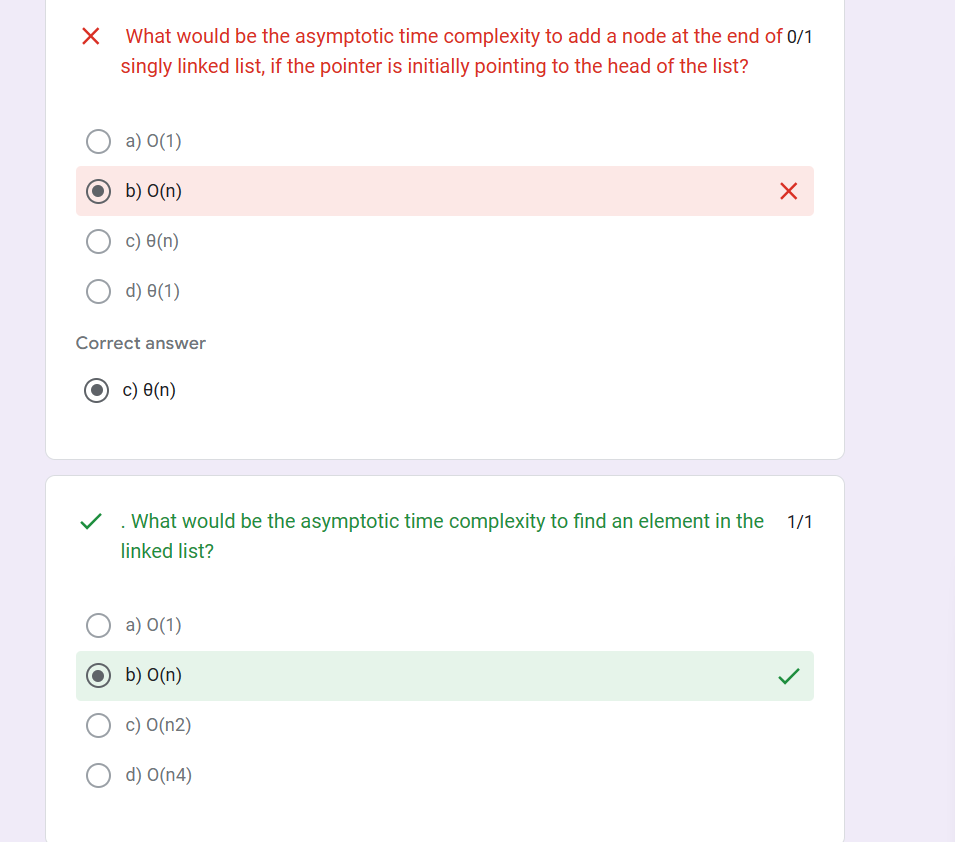 What would be the asymptotic time complexity to add a node at the end of 0/1
singly linked list, if the pointer is initially pointing to the head of the list?
a) O(1)
b) O(n)
c) θ(n)
d) θ(1)
Correct answer
c) θ(n)
. What would be the asymptotic time complexity to find an element in the 1/1
linked list?
a) O(1)
b) O(n)
c) O(n2)
d) O(n4)